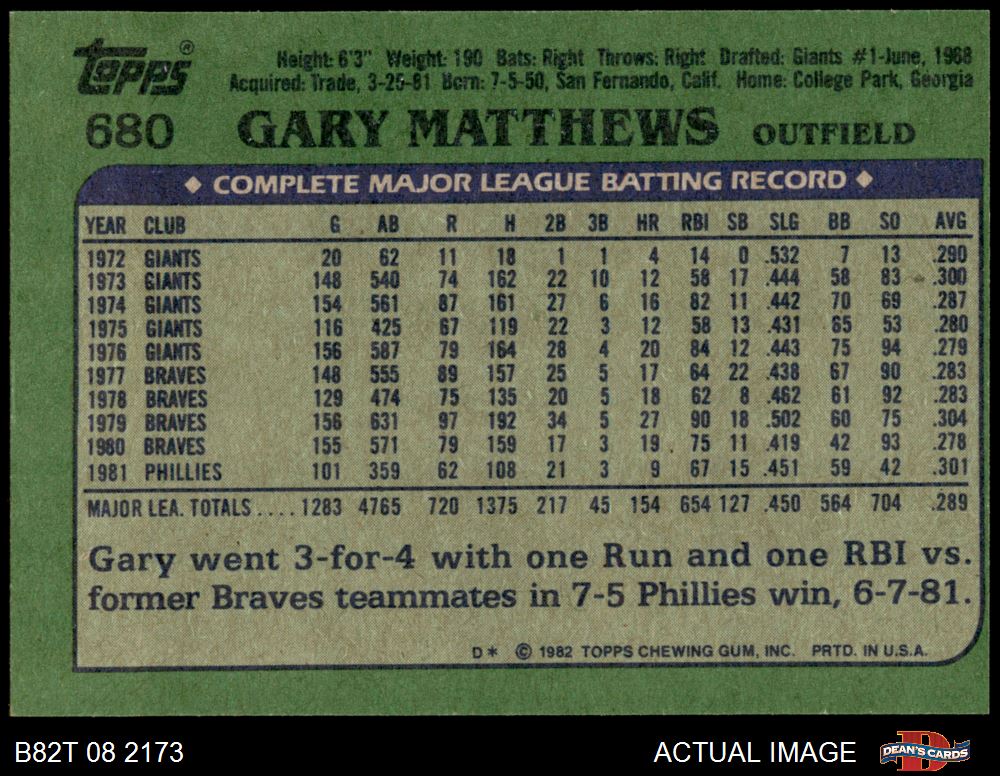 Topps® Height: 6'3" Weight: 190 Bats: Right Throws: Right Drafted: Giants #1-June, 1968
Acquired: Trade, 3-25-81 Born: 7-5-50, San Fernando, Calif. Home: College Park, Georgia
680 GARY MATTHEWS OUTFIELD
◆ COMPLETE MAJOR LEAGUE BATTING RECORD ◆
YEAR CLUB G AB R H 2B 3B HR RBI SB SLG BB SO AVG
1972 GIANTS 20 62 11 18 1 1 4 14 0 .532 7 13 .290
1973 GIANTS 148 540 74 162 22 10 12 58 17 .444 58 83 .300
1974 GIANTS 154 561 87 161 27 6 16 82 11 .442 70 69 .287
1975 GIANTS 116 425 67 119 22 3 12 58 13 .431 65 53 .280
1976 GIANTS 156 587 79 164 28 4 20 84 12 .443 75 94 .279
1977 BRAVES 148 555 89 157 25 5 17 64 22 .438 67 90 .283
1978 BRAVES 129 474 75 135 20 5 18 62 8 .462 61 92 .283
1979 BRAVES 156 631 97 192 34 5 27 90 18 .502 60 75 .304
1980 BRAVES 155 571 79 159 17 3 19 75 11 .419 42 93 .278
1981 PHILLIES 101 359 62 108 21 3 9 67 15 .451 59 42 .301
MAJOR LEA. TOTALS .... 1283 4765 720 1375 217 45 154 654 127 .450 564 704 .289
Gary went 3-for-4 with one Run and one RBI vs.
former Braves teammates in 7-5 Phillies win, 6-7-81.
D* © 1982 TOPPS CHEWING GUM, INC. PRTD. IN U.S.A.
B82T 08 2173 ACTUAL IMAGE DEAN'S CARDS